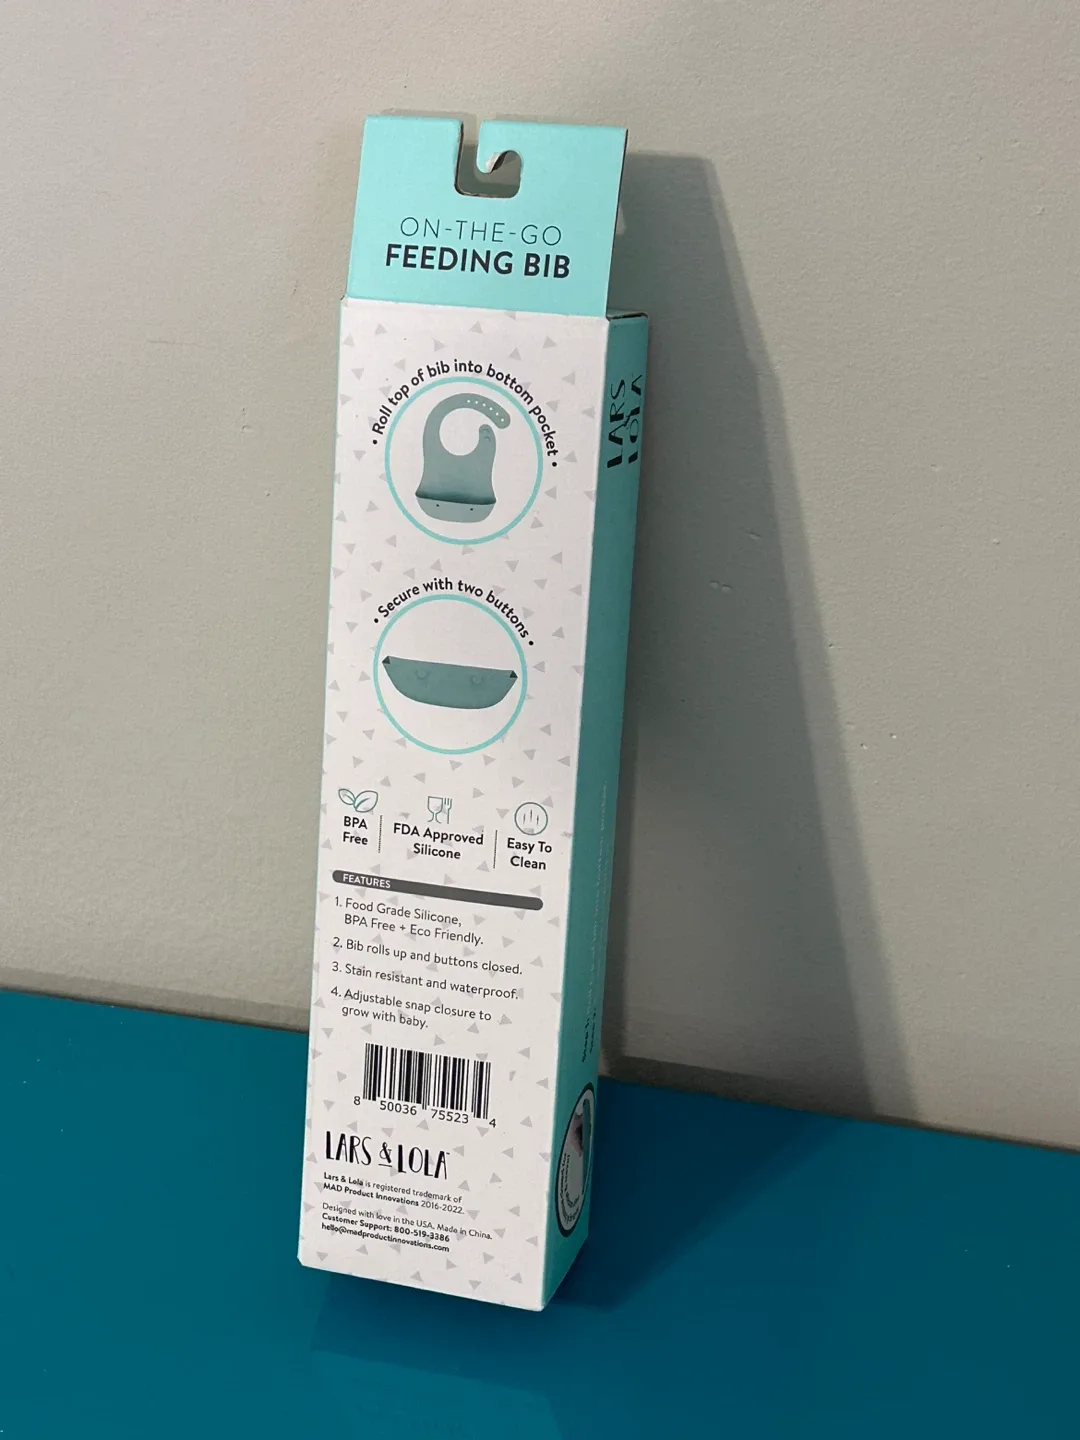 ON-THE-GO
FEEDING BIB
• Roll top of bib into bottom pocket •
• Secure with two buttons •
BPA
Free
FDA Approved
Silicone
Easy To
Clean
FEATURES
1. Food Grade Silicone,
BPA Free + Eco Friendly.
2. Bib rolls up and buttons closed.
3. Stain resistant and waterproof.
4. Adjustable snap closure to
grow with baby.
8 50036 75523 4
LARS & LOLA™
Lars & Lola is registered trademark of
MAD Product Innovations 2016-2022.
Designed with love in the USA. Made in China.
Customer Support: 800-519-3386
hello@madproductinnovations.com
LARS
& LOLA